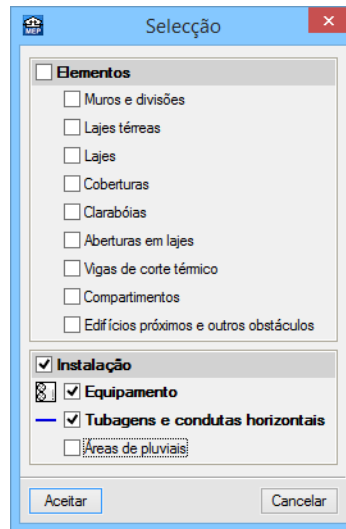 MEP
Selecção
Elementos
Muros e divisões
Lajes térreas
Lajes
Coberturas
Clarabóias
Aberturas em lajes
Vigas de corte térmico
Compartimentos
Edifícios próximos e outros obstáculos
Instalação
Equipamento
Tubagens e condutas horizontais
Áreas de pluviais
Aceitar Cancelar